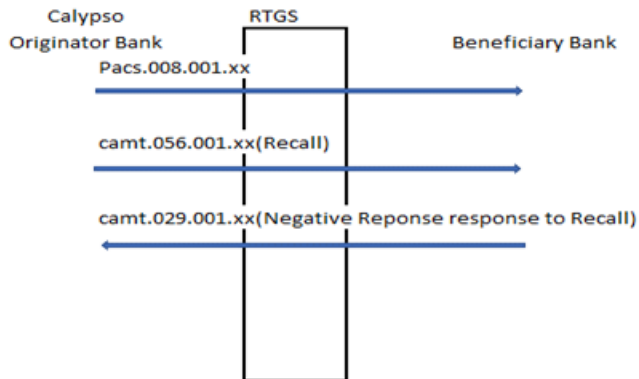 Calypso
RTGS
Originator Bank
Beneficiary Bank
Pacs.008.001.xx
camt.056.001.xx(Recall)
camt.029.001.xx(Negative Reponse response to Recall)